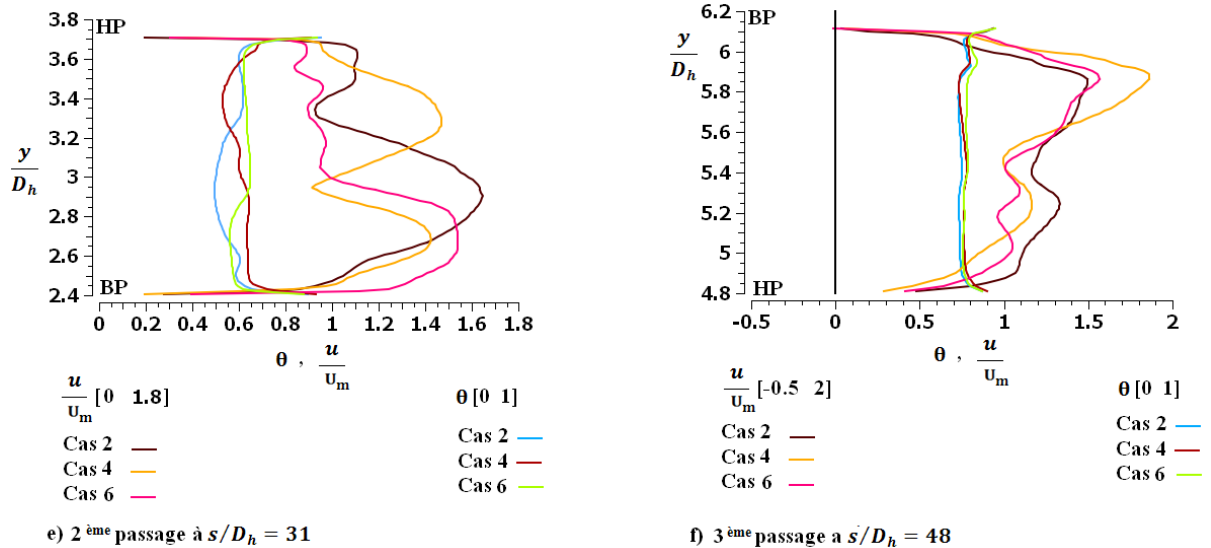 3.8
HP
3.6
3.4
3.2
y
D_h
3
2.8
2.6
BP
2.4
0 0.2 0.4 0.6 0.8 1 1.2 1.4 1.6 1.8
θ , u
U_m
u
U_m [0 1.8]
θ [0 1]
Cas 2
Cas 4
Cas 6
Cas 2
Cas 4
Cas 6
e) 2 ème passage à s/D_h = 31
6.2
BP
y
D_h
6
5.8
5.6
5.4
5.2
5
HP
4.8
-0.5 0 0.5 1 1.5 2
θ , u
U_m
u
U_m [-0.5 2]
θ [0 1]
Cas 2
Cas 4
Cas 6
Cas 2
Cas 4
Cas 6
f) 3 ème passage a s/D_h = 48